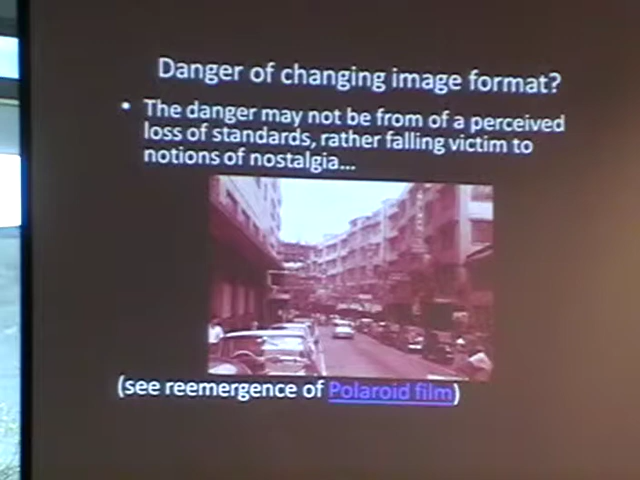 Danger of changing image format?
• The danger may not be from of a perceived
loss of standards, rather falling victim to
notions of nostalgia...
(see reemergence of Polaroid film)